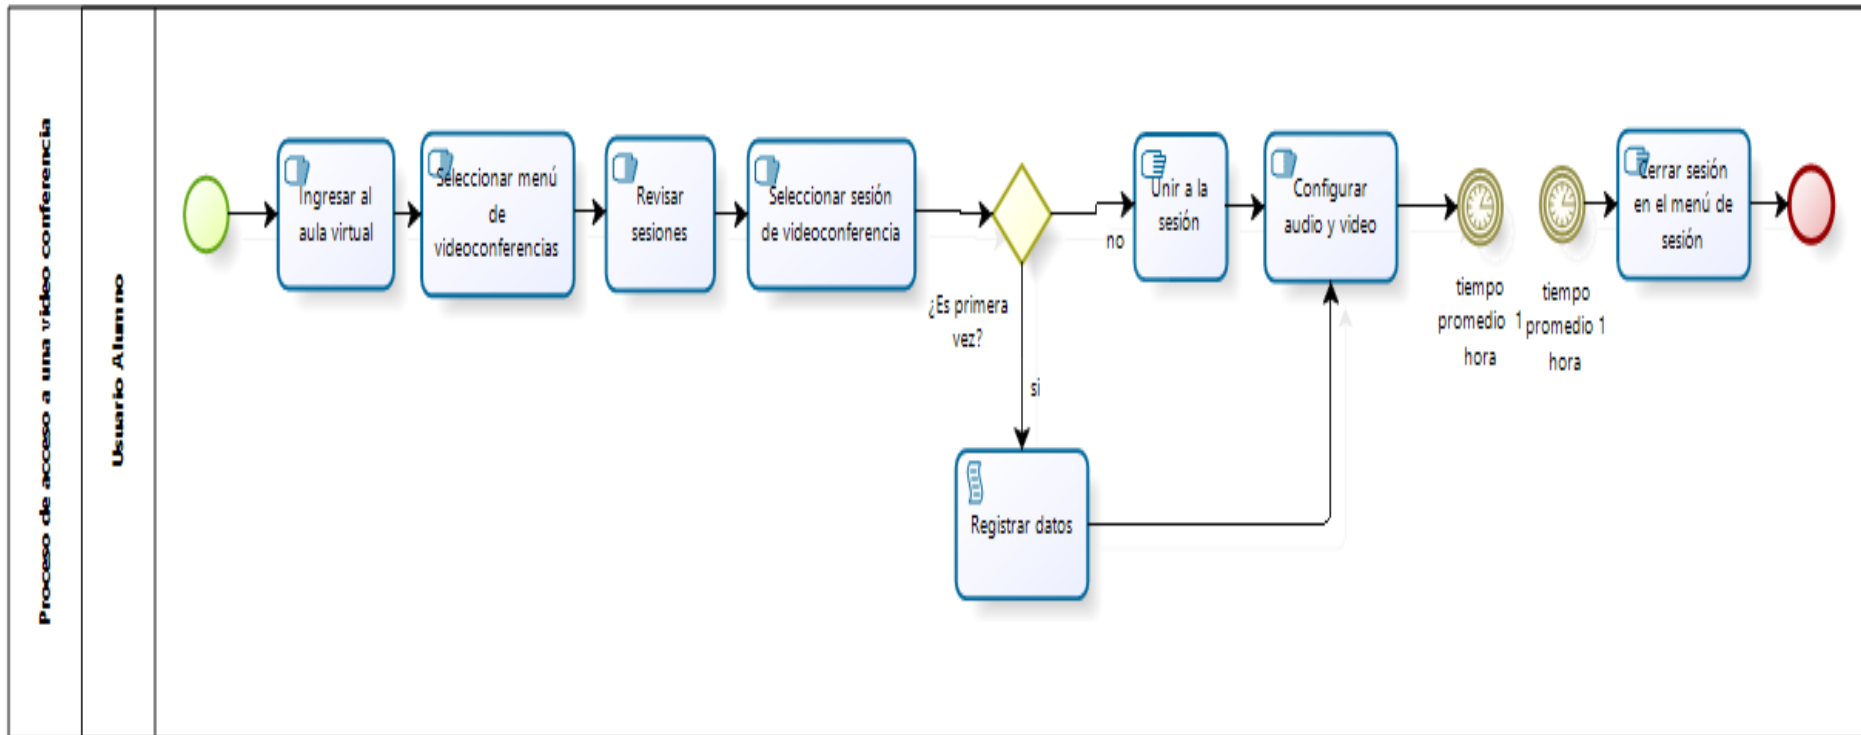 Proceso de acceso a una video conferencia
Usuario Alumno
Ingresar al
aula virtual
Seleccionar menú
de
videoconferencias
Revisar
sesiones
Seleccionar sesión
de videoconferencia
¿Es primera
vez?
no
si
Unir a la
sesión
Configurar
audio y video
Registrar datos
tiempo
promedio 1
hora
tiempo
promedio 1
hora
Cerrar sesión
en el menú de
sesión